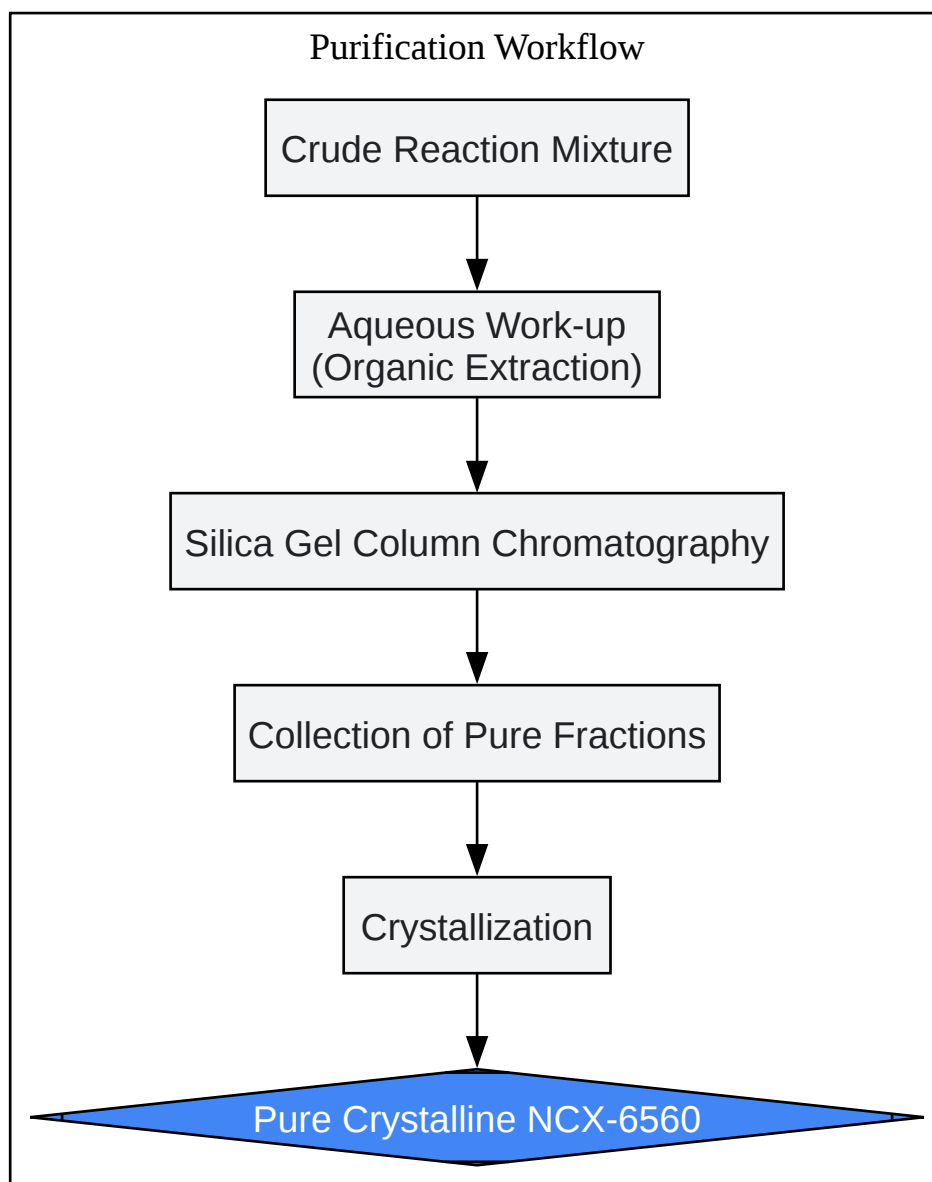 Purification Workflow
Crude Reaction Mixture
Aqueous Work-up
(Organic Extraction)
Silica Gel Column Chromatography
Collection of Pure Fractions
Crystallization
Pure Crystalline NCX-6560